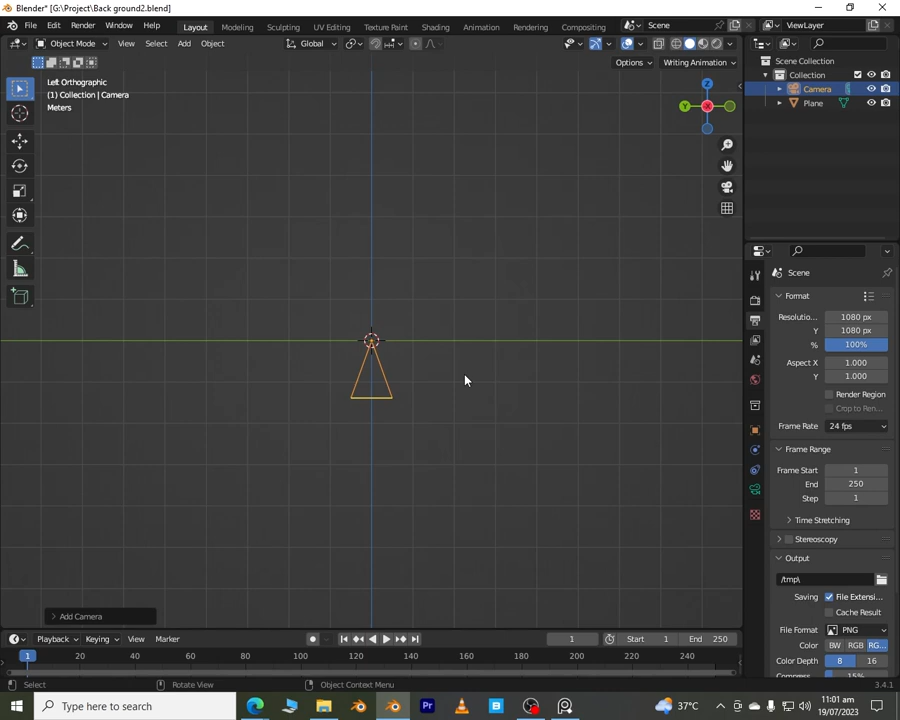 Blender* [G:\Project\Back ground2.blend]
File Edit Render Window Help Layout Modeling Sculpting UV Editing Texture Paint Shading Animation Rendering Compositing Scene ViewLayer
Object Mode View Select Add Object Global
Options Writing Animation
Left Orthographic
(1) Collection | Camera
Meters
Z
Y
X
Scene Collection
Collection
Camera
Plane
Scene
Format
Resolutio... 1080 px
Y 1080 px
% 100%
Aspect X 1.000
Y 1.000
Render Region
Crop to Ren...
Frame Rate 24 fps
Frame Range
Frame Start 1
End 250
Step 1
Time Stretching
Stereoscopy
Output
/tmp\
Saving File Extensi...
Cache Result
File Format PNG
Color BW RGB RG...
Color Depth 8 16
Compress... 15%
Add Camera
Playback Keying View Marker 1 Start 1 End 250
1 20 40 60 80 100 120 140 160 180 200 220 240
Select Rotate View Object Context Menu 3.4.1
Type here to search 37°C 11:01 am
19/07/2023